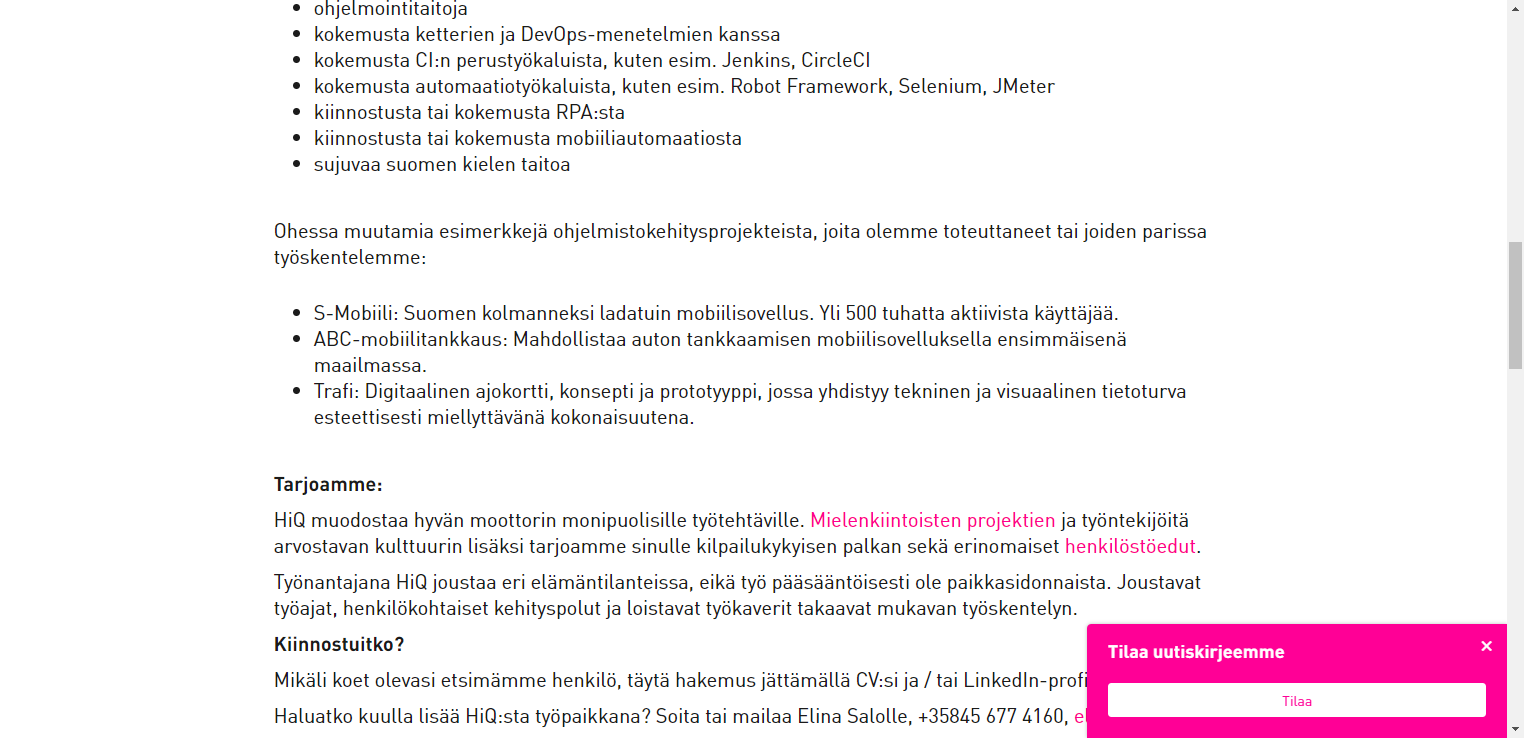 ohjelmointitaitoja
kokemusta ketterien ja DevOps-menetelmien kanssa
kokemusta CI:n perustyökaluista, kuten esim. Jenkins, CircleCI
kokemusta automaatiotyökaluista, kuten esim. Robot Framework, Selenium, JMeter
kiinnostusta tai kokemusta RPA:sta
kiinnostusta tai kokemusta mobiiliautomaatiosta
sujuvaa suomen kielen taitoa
Ohessa muutamia esimerkkejä ohjelmistokehitysprojekteista, joita olemme toteuttaneet tai joiden parissa
työskentelemme:
S-Mobiili: Suomen kolmanneksi ladatuin mobiilisovellus. Yli 500 tuhatta aktiivista käyttäjää.
ABC-mobiilitankkaus: Mahdollistaa auton tankkaamisen mobiilisovelluksella ensimmäisenä
maailmassa.
Trafi: Digitaalinen ajokortti, konsepti ja prototyyppi, jossa yhdistyy tekninen ja visuaalinen tietoturva
esteettisesti miellyttävänä kokonaisuutena.
Tarjoamme:
HiQ muodostaa hyvän moottorin monipuolisille työtehtäville. Mielenkiintoisten projektien ja työntekijöitä
arvostavan kulttuurin lisäksi tarjoamme sinulle kilpailukykyisen palkan sekä erinomaiset henkilöstöedut.
Työnantajana HiQ joustaa eri elämäntilanteissa, eikä työ pääsääntöisesti ole paikkasidonnaista. Joustavat
työajat, henkilökohtaiset kehityspolut ja loistavat työkaverit takaavat mukavan työskentelyn.
Kiinnostuitko?
Mikäli koet olevasi etsimämme henkilö, täytä hakemus jättämällä CV:si ja / tai LinkedIn-profi
Haluatko kuulla lisää HiQ:sta työpaikkana? Soita tai mailaa Elina Salolle, +35845 677 4160,
Tilaa uutiskirjeemme
×
Tilaa